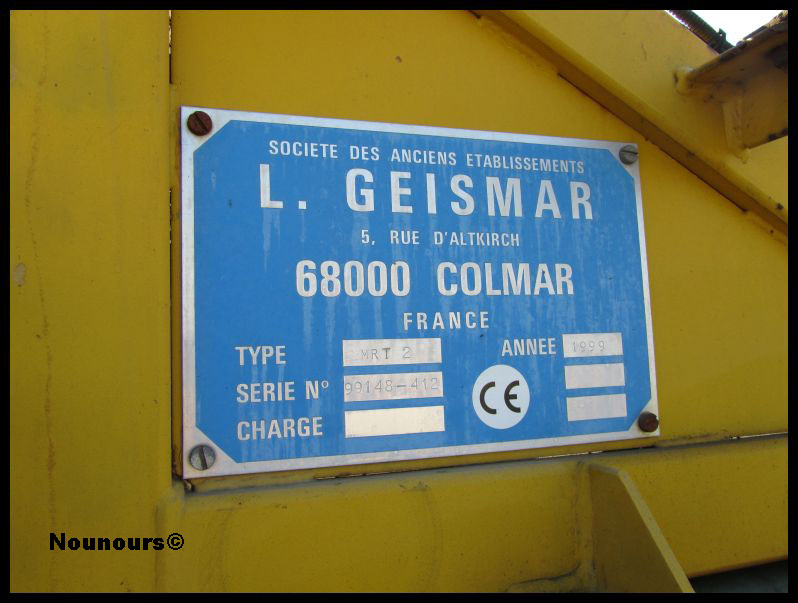 SOCIETE DES ANCIENS ETABLISSEMENTS
L. GEISMAR
5, RUE D'ALTKIRCH
68000 COLMAR
FRANCE
TYPE MRT 2 ANNEE 1999
SERIE N° 99148-412
CE
CHARGE
Nounours©